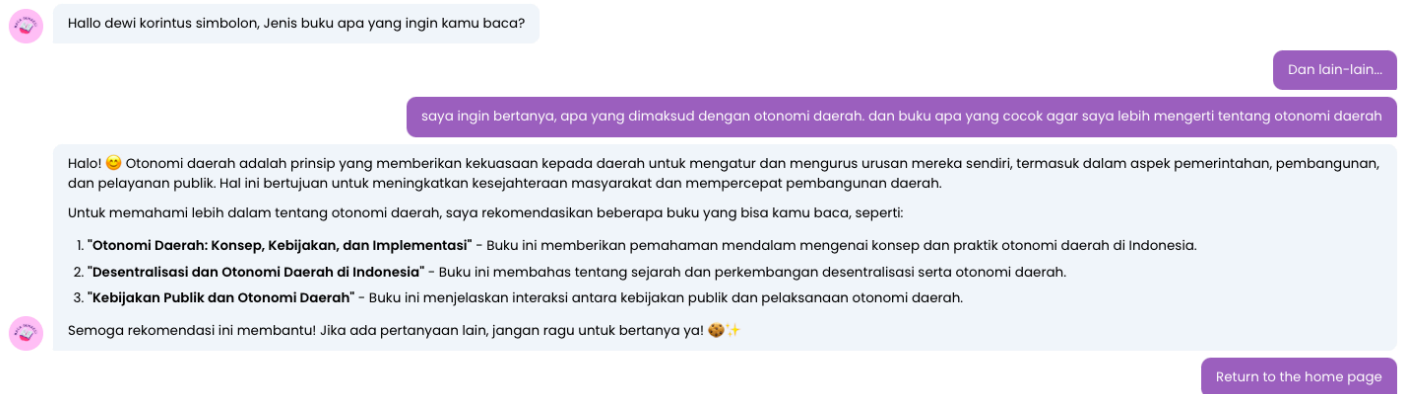 Hallo dewi korintus simbolon, Jenis buku apa yang ingin kamu baca?
Dan lain-lain...
saya ingin bertanya, apa yang dimaksud dengan otonomi daerah. dan buku apa yang cocok agar saya lebih mengerti tentang otonomi daerah
Halo! 😊 Otonomi daerah adalah prinsip yang memberikan kekuasaan kepada daerah untuk mengatur dan mengurus urusan mereka sendiri, termasuk dalam aspek pemerintahan, pembangunan,
dan pelayanan publik. Hal ini bertujuan untuk meningkatkan kesejahteraan masyarakat dan mempercepat pembangunan daerah.
Untuk memahami lebih dalam tentang otonomi daerah, saya rekomendasikan beberapa buku yang bisa kamu baca, seperti:
1. "Otonomi Daerah: Konsep, Kebijakan, dan Implementasi" - Buku ini memberikan pemahaman mendalam mengenai konsep dan praktik otonomi daerah di Indonesia.
2. "Desentralisasi dan Otonomi Daerah di Indonesia" - Buku ini membahas tentang sejarah dan perkembangan desentralisasi serta otonomi daerah.
3. "Kebijakan Publik dan Otonomi Daerah" - Buku ini menjelaskan interaksi antara kebijakan publik dan pelaksanaan otonomi daerah.
Semoga rekomendasi ini membantu! Jika ada pertanyaan lain, jangan ragu untuk bertanya ya! 🍪✨
Return to the home page